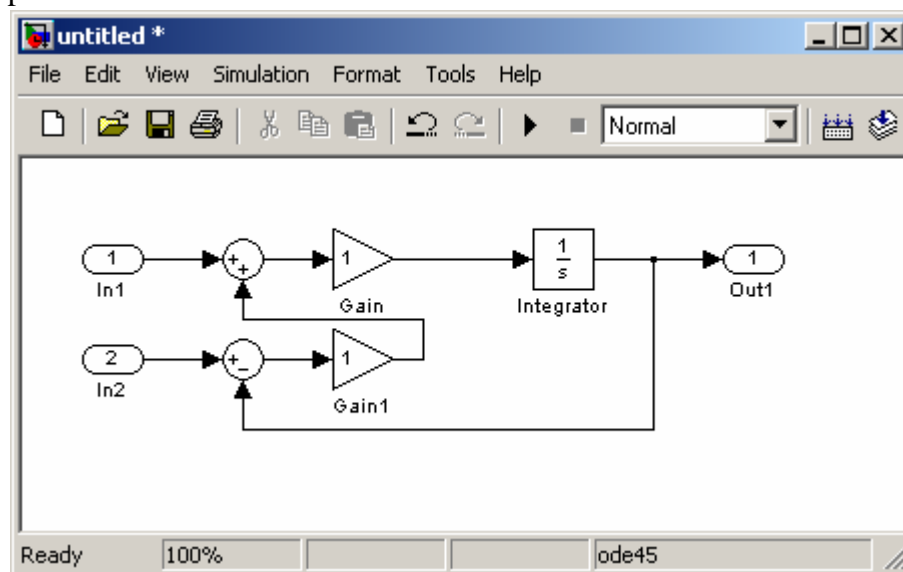 untitled *
File Edit View Simulation Format Tools Help
Normal
1 + + 1 1 s 1
In1 Gain Integrator Out1
2 + - 1
In2 Gain1
Ready 100% ode45